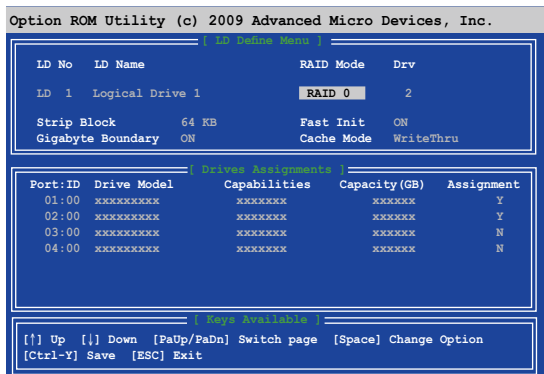 Option ROM Utility (c) 2009 Advanced Micro Devices, Inc.
[ LD Define Menu ]
LD No LD Name RAID Mode Drv
LD 1 Logical Drive 1 RAID 0 2
Strip Block 64 KB Fast Init ON
Gigabyte Boundary ON Cache Mode WriteThru
[ Drives Assignments ]
Port:ID Drive Model Capabilities Capacity(GB) Assignment
01:00 xxxxxxxxx xxxxxxx xxxxxx Y
02:00 xxxxxxxxx xxxxxxx xxxxxx Y
03:00 xxxxxxxxx xxxxxxx xxxxxx N
04:00 xxxxxxxxx xxxxxxx xxxxxx N
[ Keys Available ]
[↑] Up [↓] Down [PaUp/PaDn] Switch page [Space] Change Option
[Ctrl-Y] Save [ESC] Exit